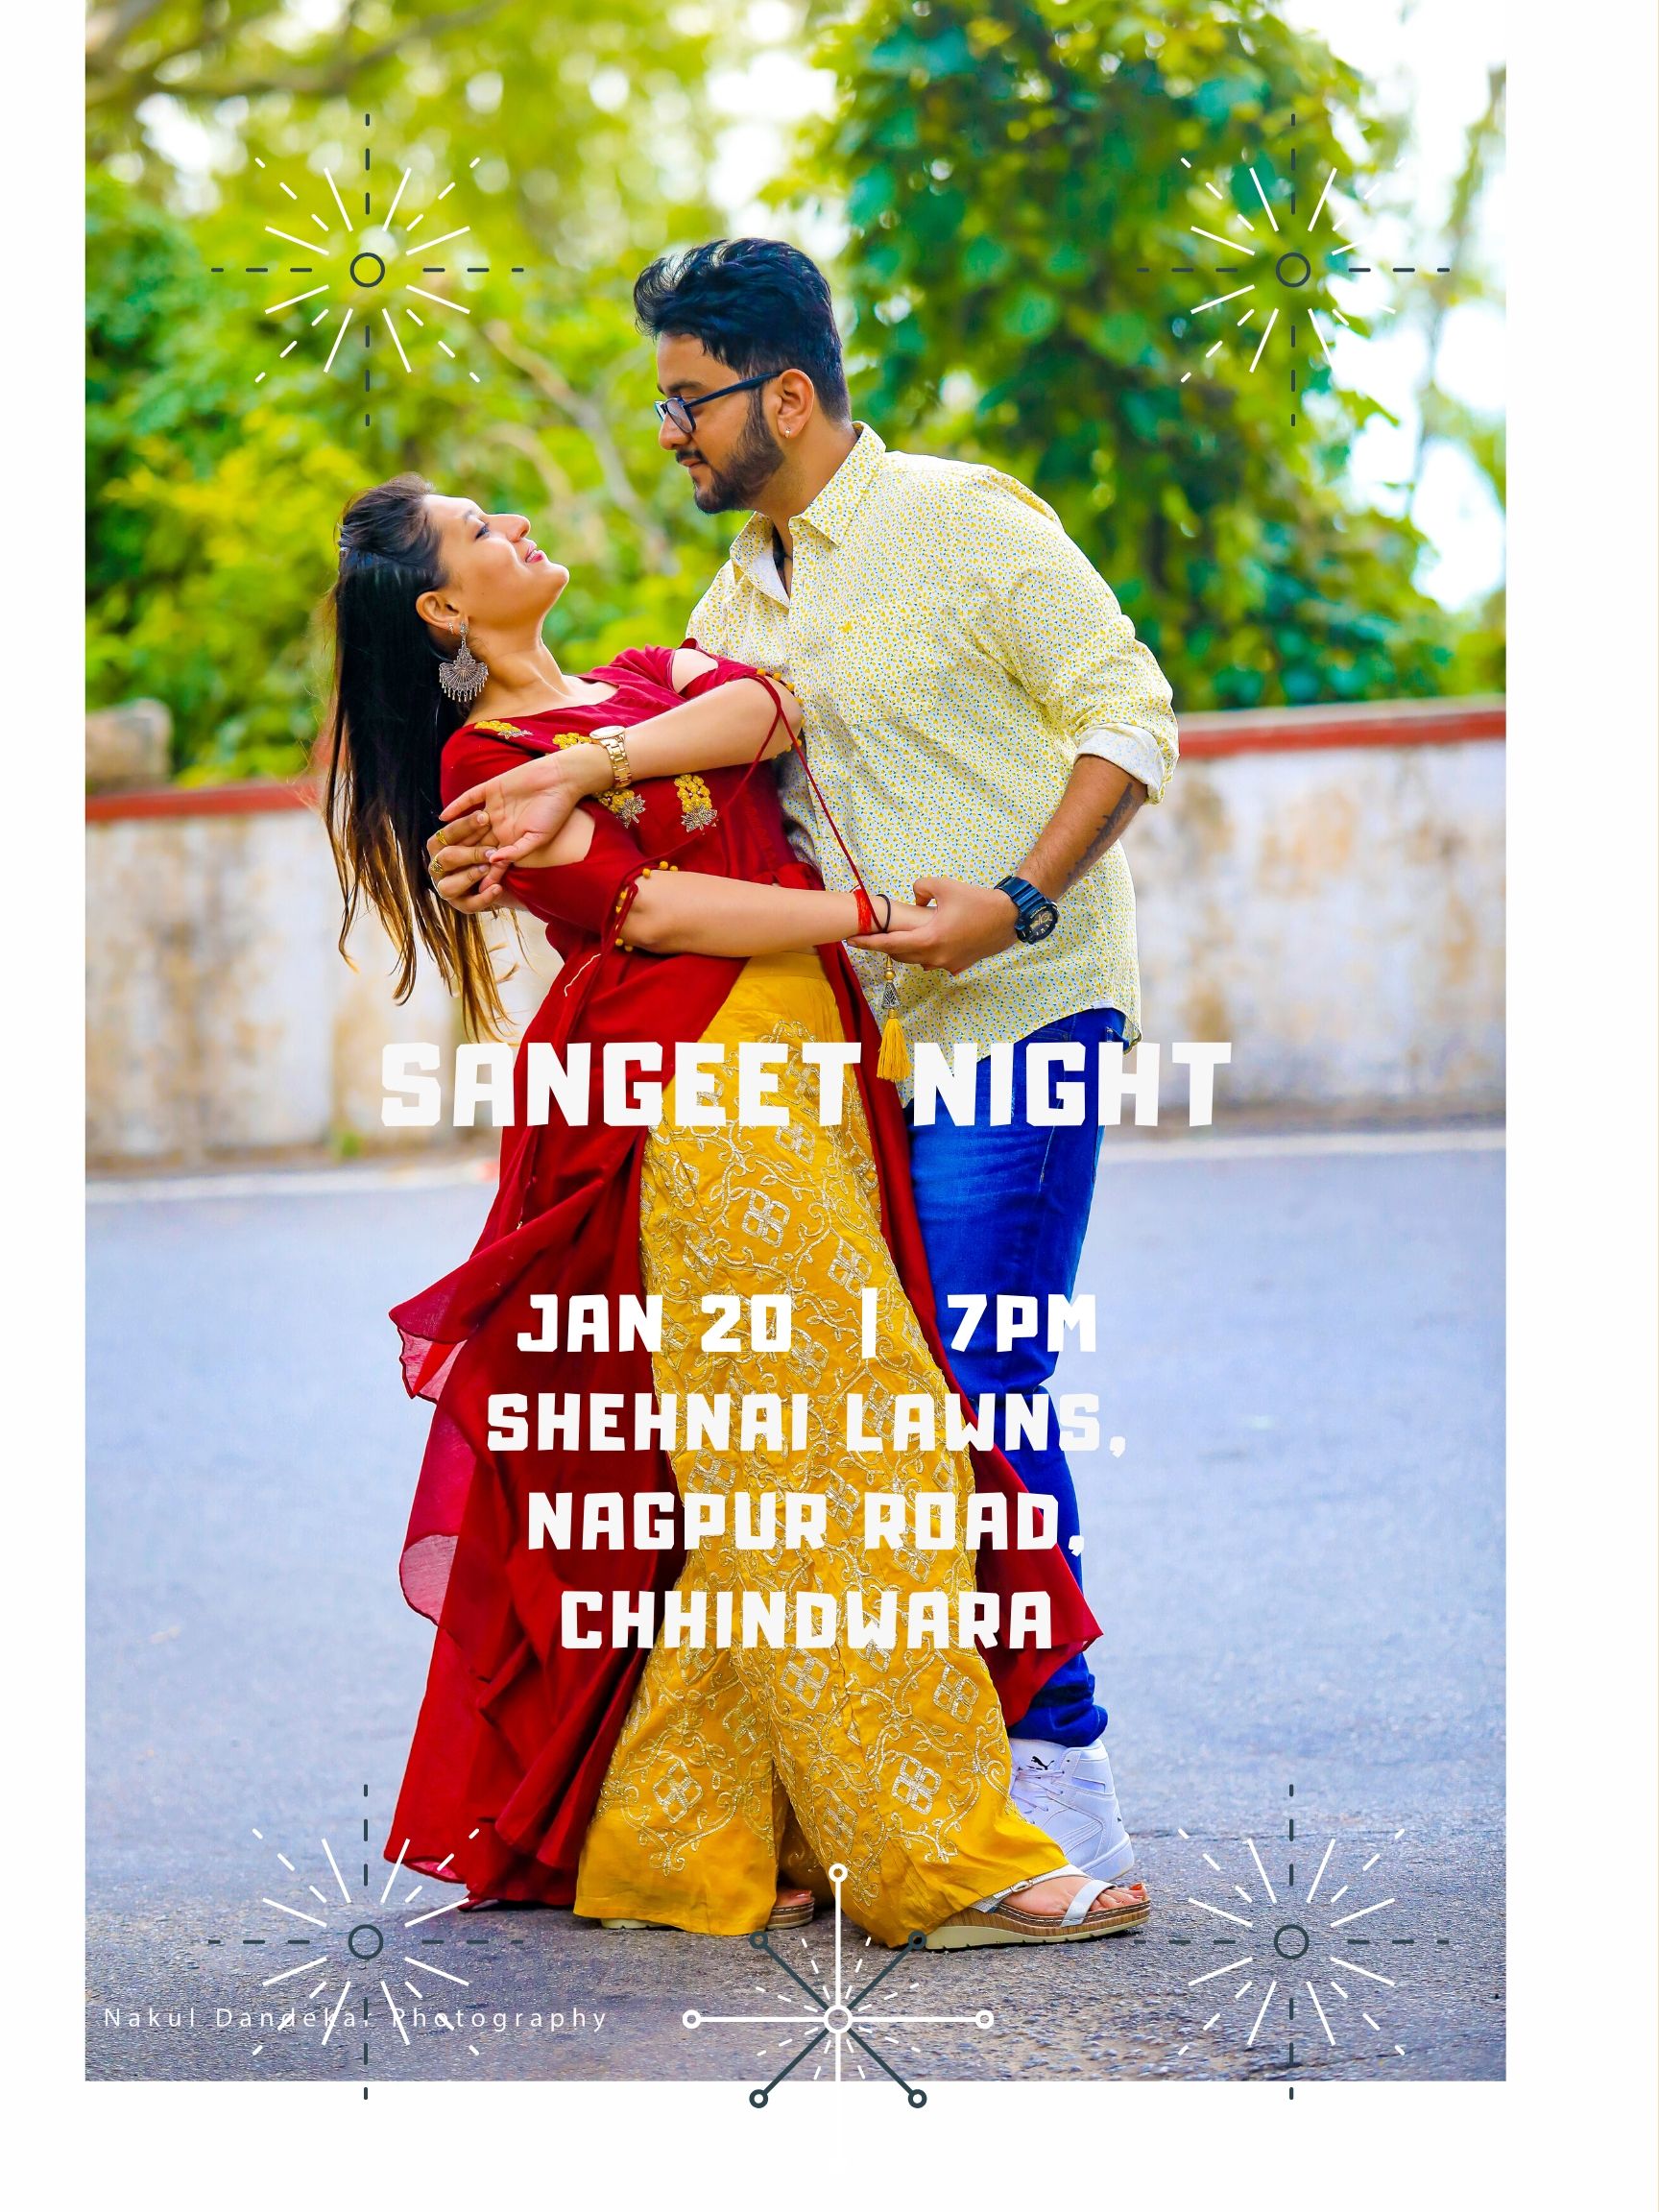 SANGEET NIGHT
JAN 20 | 7PM
SHEHNAI LAWNS,
NAGPUR ROAD,
CHHINDWARA
Nakul Dandekar Photography